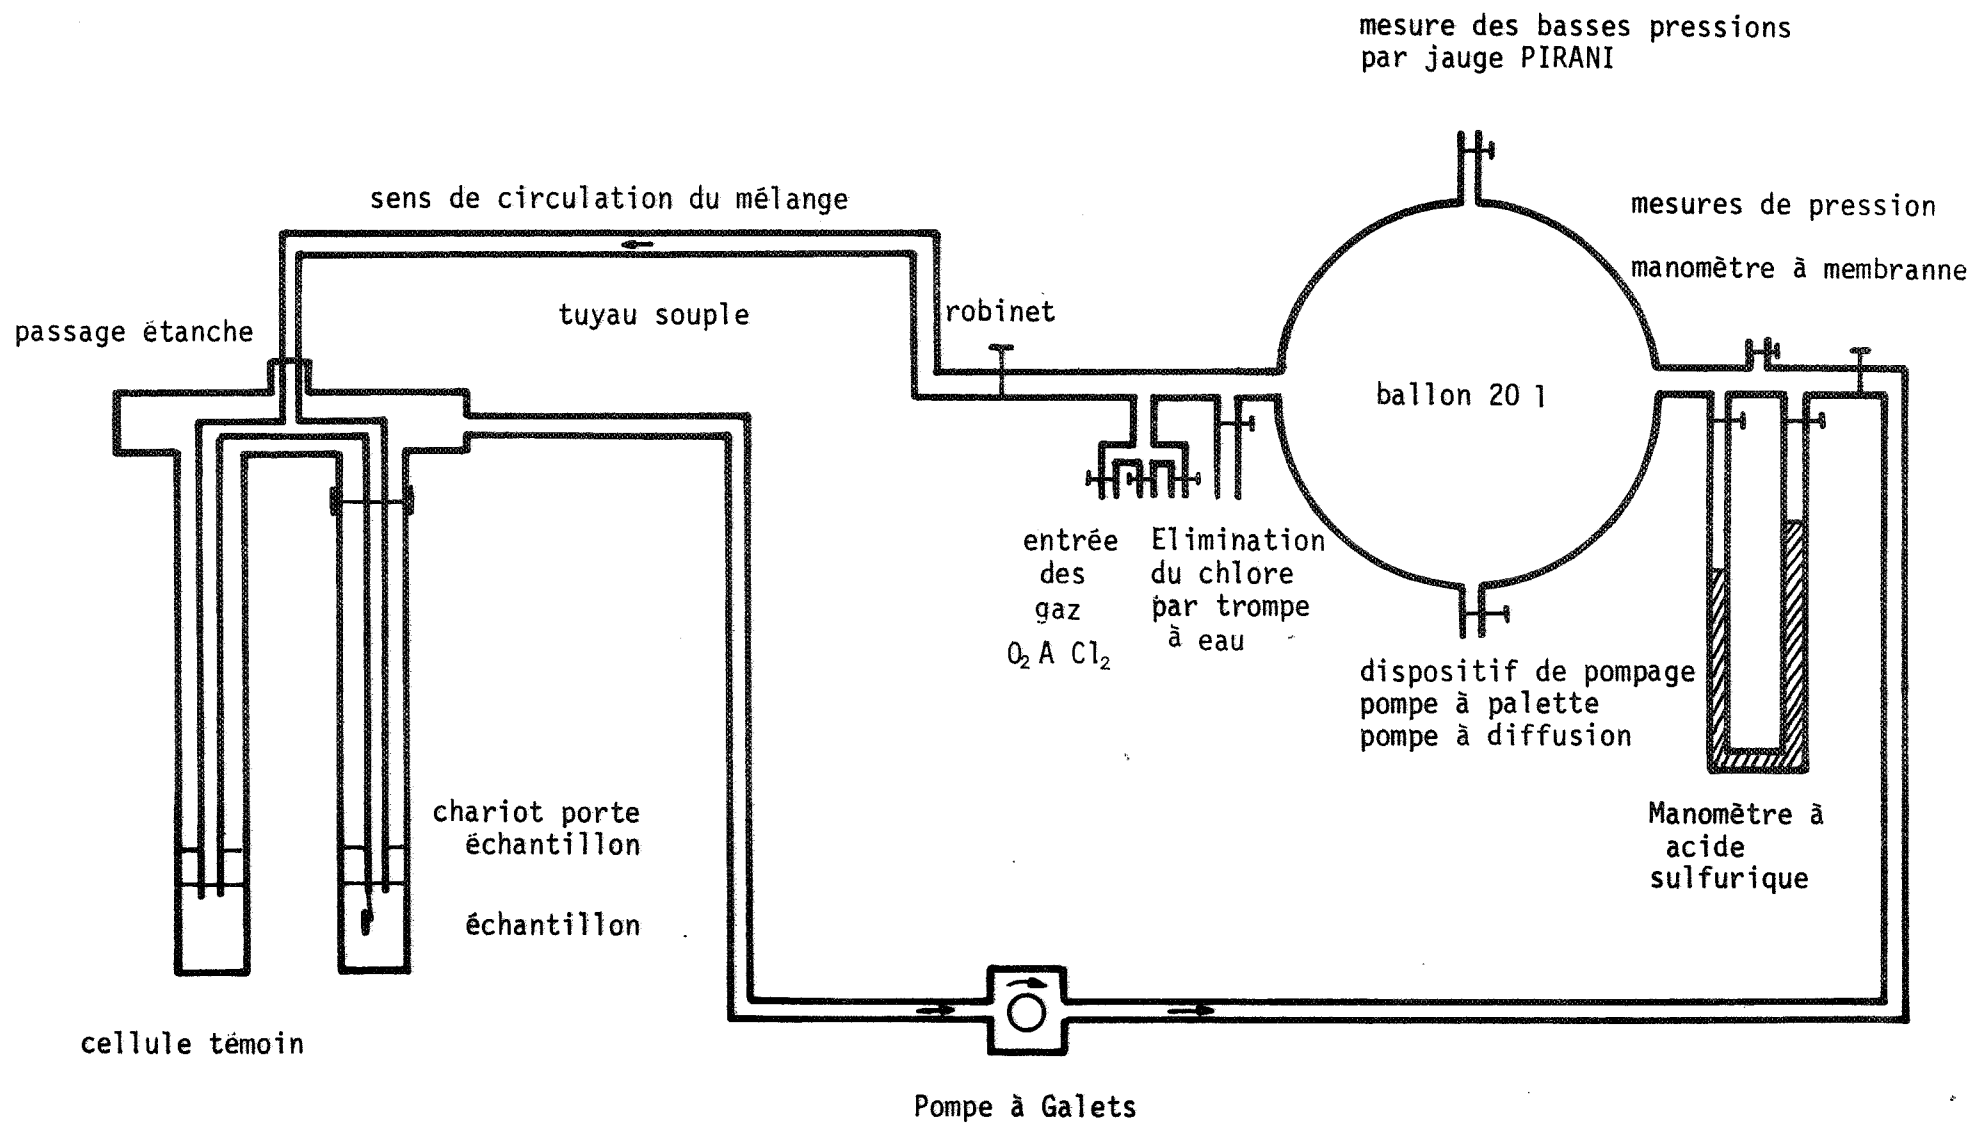 mesure des basses pressions
par jauge PIRANI
sens de circulation du mélange
mesures de pression
manomètre à membranne
tuyau souple
robinet
passage étanche
ballon 20 l
entrée
des
gaz
O₂ A Cl₂
Elimination
du chlore
par trompe
à eau
dispositif de pompage
pompe à palette
pompe à diffusion
chariot porte
échantillon
échantillon
Manomètre à
acide
sulfurique
cellule témoin
Pompe à Galets